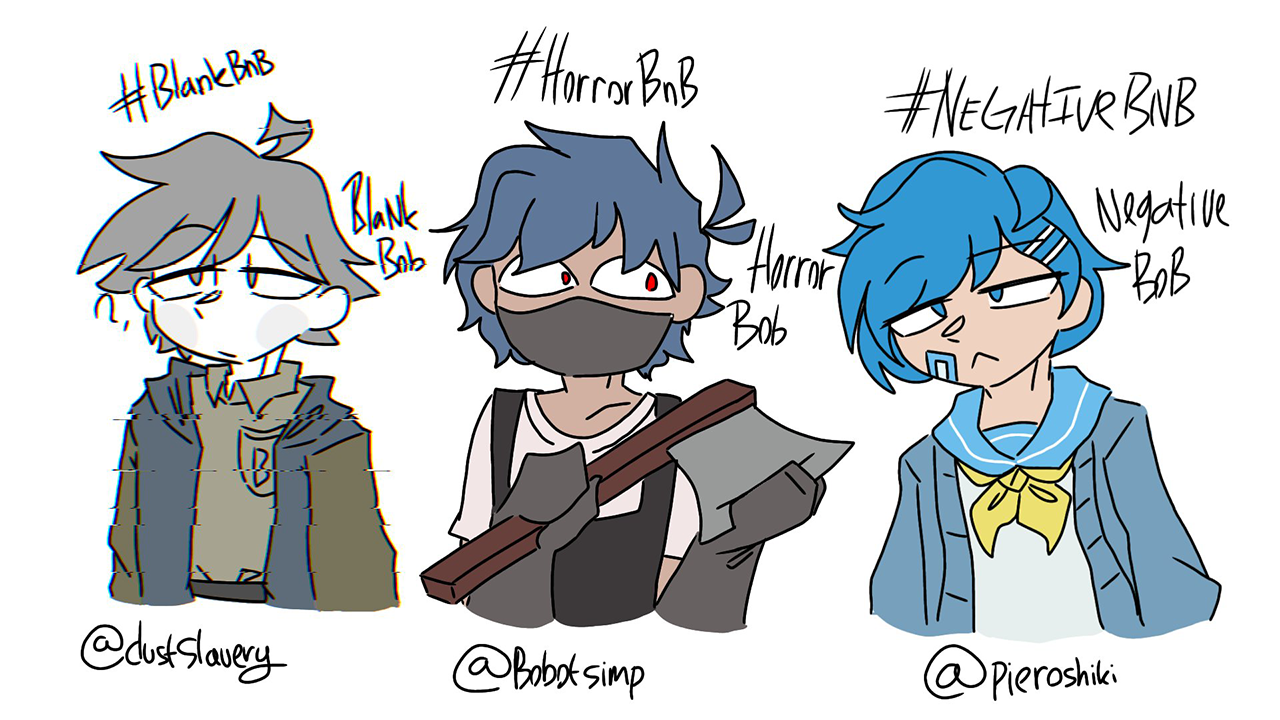 #BlankBnB
#HorrorBnB
#NEGATIVEBNB
BlaNk
Bob
Horror
Bob
Negative
BoB
?,
B
@dustSlavery
@Bobotsimp
@Pieroshiki